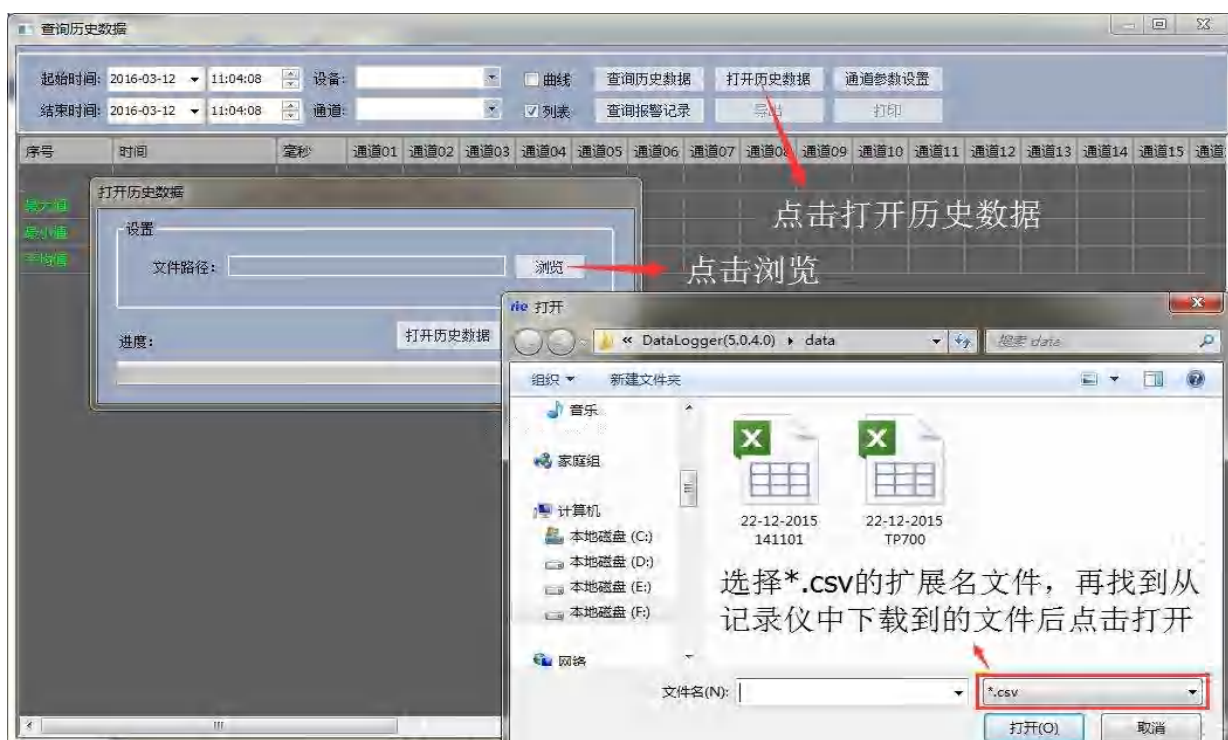 查询历史数据
起始时间: 2016-03-12 11:04:08 设备: 曲线 查询历史数据 打开历史数据 通道参数设置
结束时间: 2016-03-12 11:04:08 通道: 列表 查询报警记录 导出 打印
序号 时间 毫秒 通道01 通道02 通道03 通道04 通道05 通道06 通道07 通道08 通道09 通道10 通道11 通道12 通道13 通道14 通道15 通道
最大值
最小值
平均值
点击打开历史数据
打开历史数据
设置
文件路径: 浏览
点击浏览
进度:
打开历史数据
打开
« DataLogger(5.0.4.0) data
搜索 data
组织 新建文件夹
音乐
家庭组
计算机
本地磁盘 (C:)
本地磁盘 (D:)
本地磁盘 (E:)
本地磁盘 (F:)
网络
22-12-2015
141101
22-12-2015
TP700
选择*.csv的扩展名文件，再找到从
记录仪中下载到的文件后点击打开
文件名(N): *.csv
打开(O) 取消